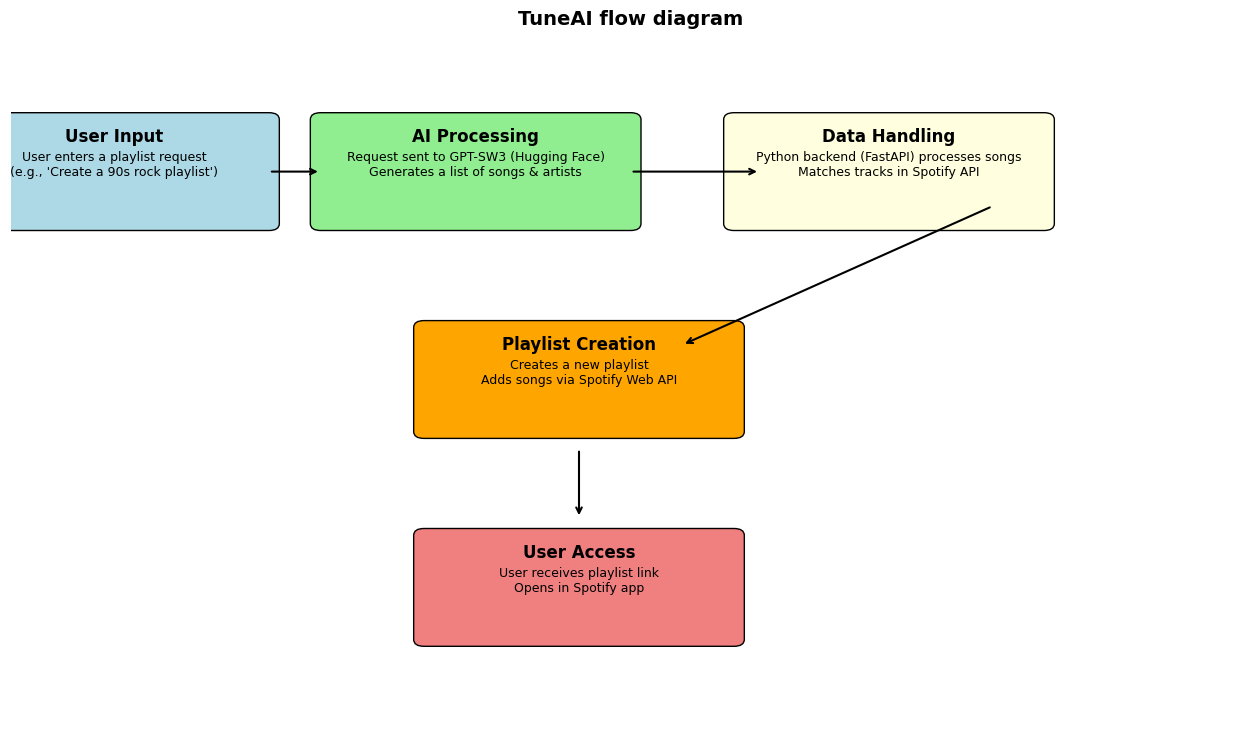 TuneAI flow diagram
User Input
User enters a playlist request
(e.g., 'Create a 90s rock playlist')
AI Processing
Request sent to GPT-SW3 (Hugging Face)
Generates a list of songs & artists
Data Handling
Python backend (FastAPI) processes songs
Matches tracks in Spotify API
Playlist Creation
Creates a new playlist
Adds songs via Spotify Web API
User Access
User receives playlist link
Opens in Spotify app